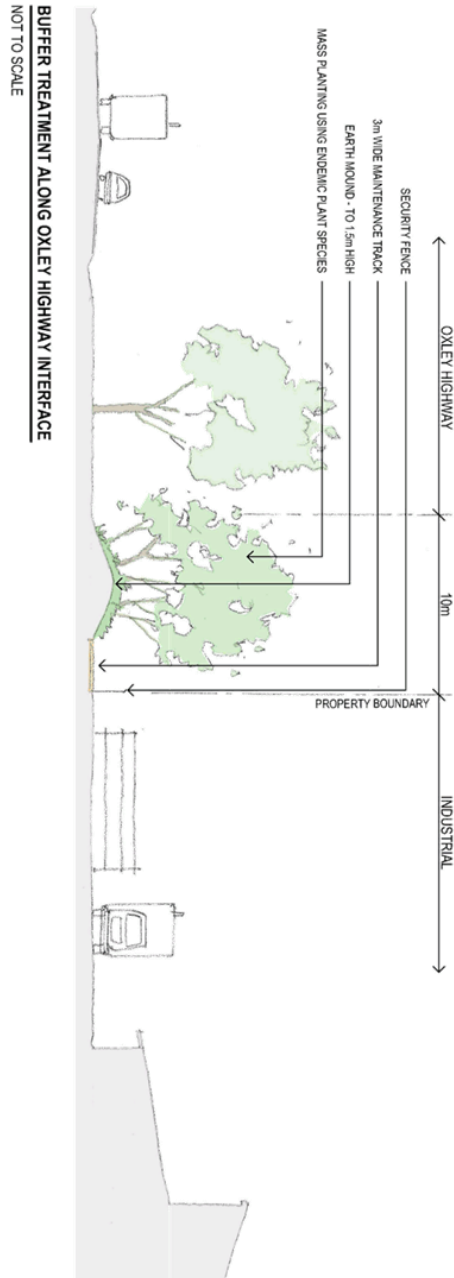 OXLEY HIGHWAY
10m
INDUSTRIAL
SECURITY FENCE
PROPERTY BOUNDARY
3m WIDE MAINTENANCE TRACK
EARTH MOUND - TO 1.5m HIGH
MASS PLANTING USING ENDEMIC PLANT SPECIES
BUFFER TREATMENT ALONG OXLEY HIGHWAY INTERFACE
NOT TO SCALE